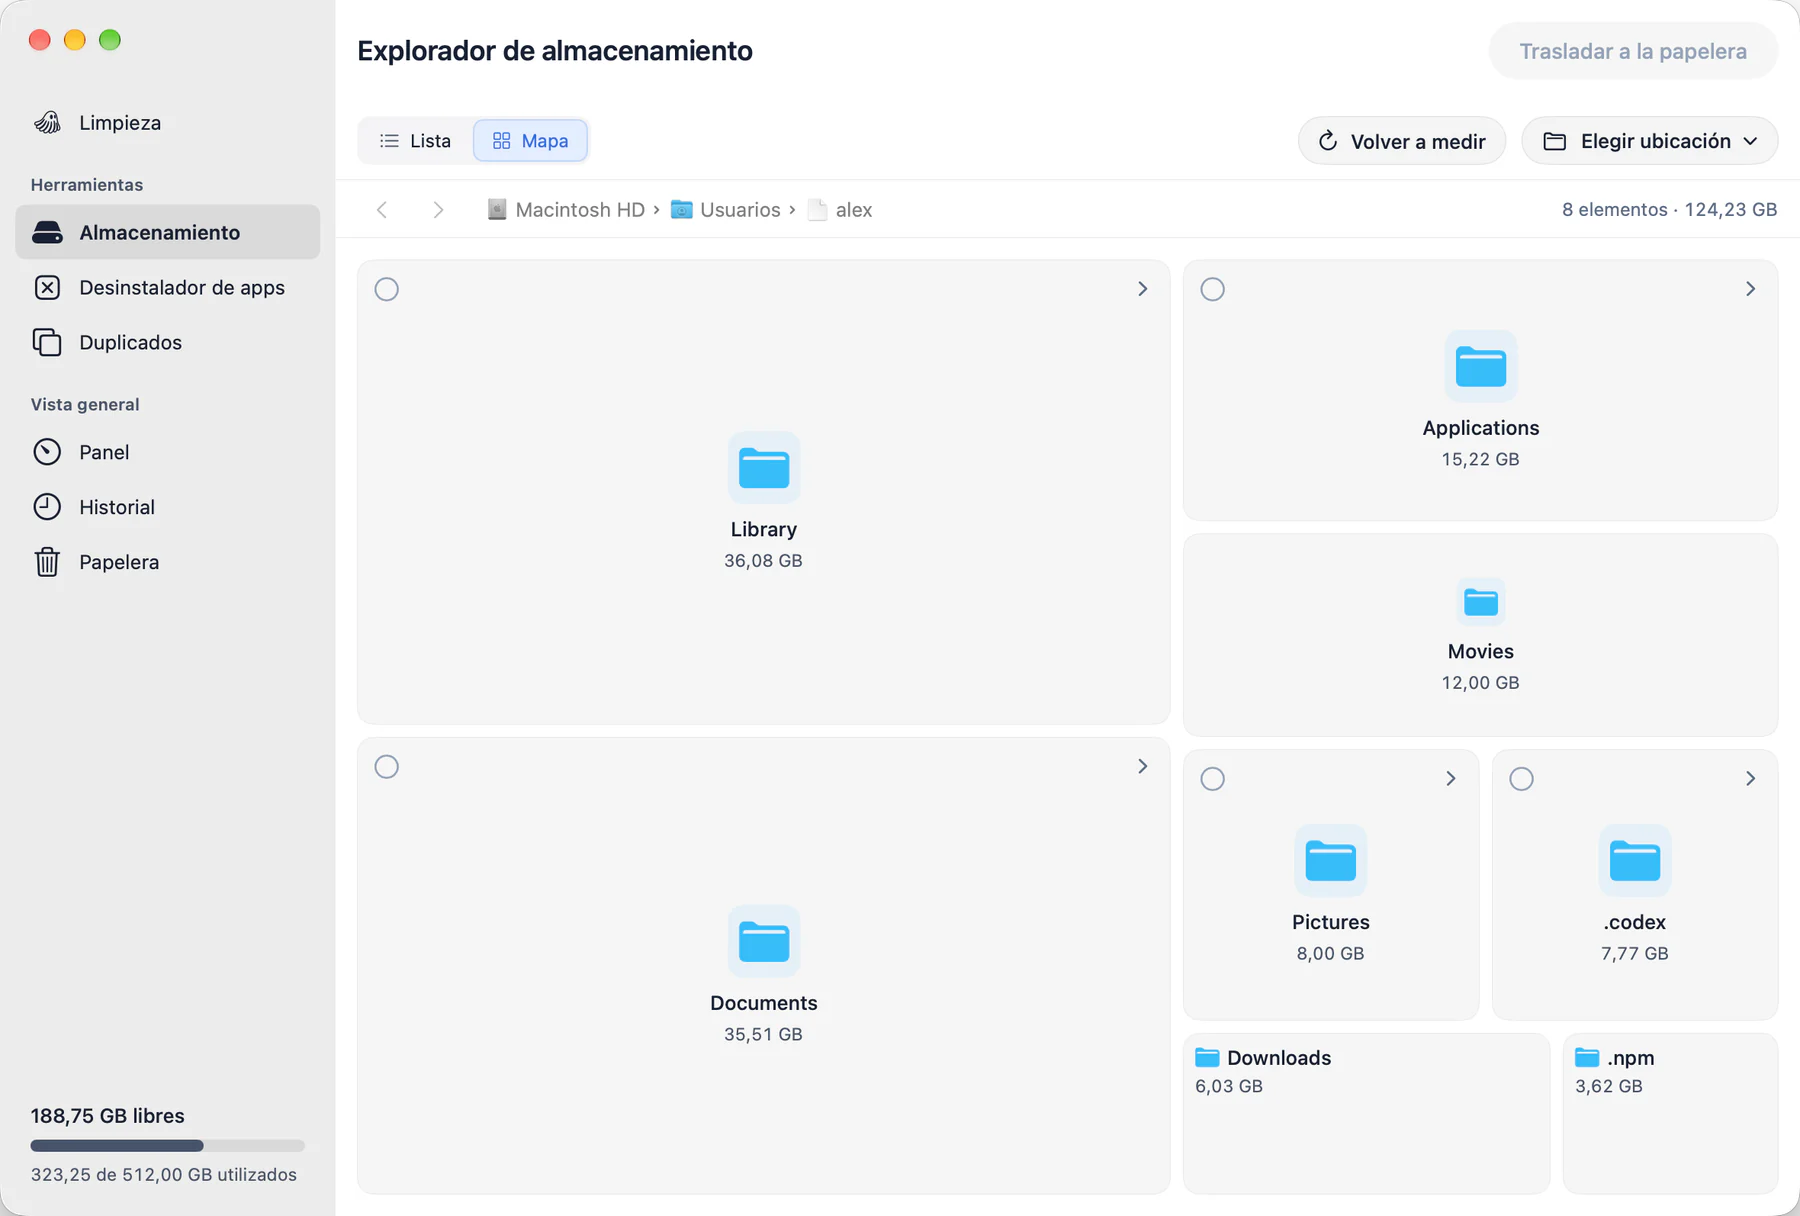 Limpieza
Herramientas
Almacenamiento
Desinstalador de apps
Duplicados
Vista general
Panel
Historial
Papelera
188,75 GB libres
323,25 de 512,00 GB utilizados
Explorador de almacenamiento
Trasladar a la papelera
Lista
Mapa
Volver a medir
Elegir ubicación
Macintosh HD › Usuarios › alex
8 elementos · 124,23 GB
Library
36,08 GB
Applications
15,22 GB
Movies
12,00 GB
Documents
35,51 GB
Pictures
8,00 GB
.codex
7,77 GB
Downloads
6,03 GB
.npm
3,62 GB